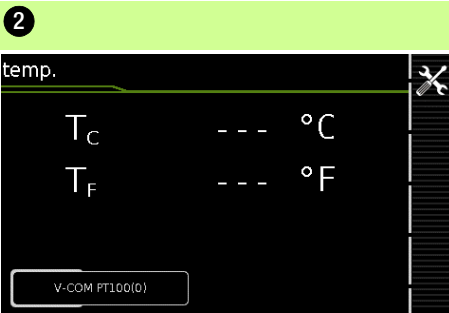 2
temp.
TC --- °C
TF --- °F
V-COM PT100(0)